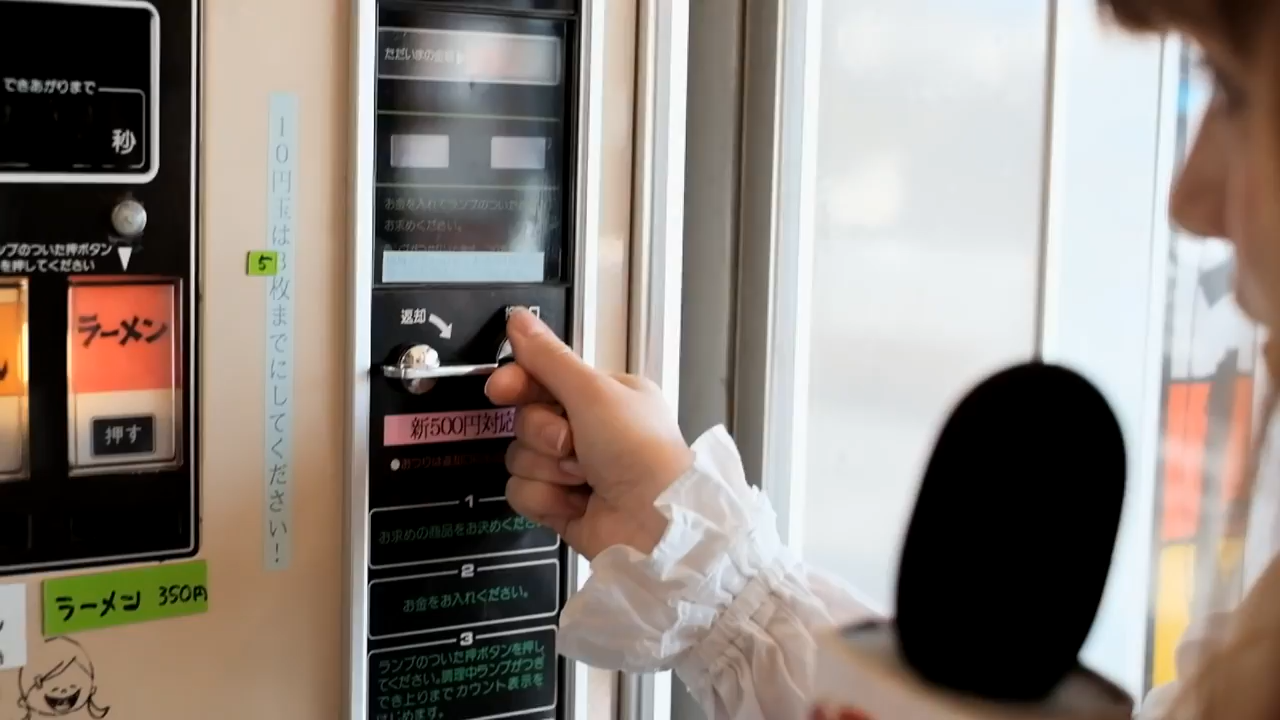 できあがりまで
秒
プのついた押ボタン
を押してください
ラーメン
押す
ラーメン 350円
10円玉は3枚までにしてください!
5
ただいまの金額
お金を入れてランプのついた
お求めください。
返却
新500円対応
1
お求めの商品をお決めくださ
2
お金をお入れください。
3
ランプのついた押ボタンを押し
てください。調理中ランプがつき
でき上りまでカウント表示を
はじめます。